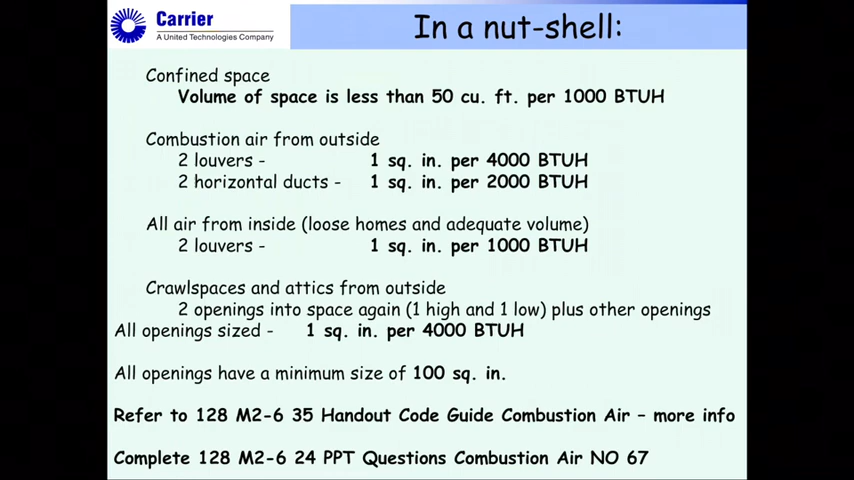 Carrier
A United Technologies Company
In a nut-shell:
Confined space
Volume of space is less than 50 cu. ft. per 1000 BTUH
Combustion air from outside
2 louvers - 1 sq. in. per 4000 BTUH
2 horizontal ducts - 1 sq. in. per 2000 BTUH
All air from inside (loose homes and adequate volume)
2 louvers - 1 sq. in. per 1000 BTUH
Crawlspaces and attics from outside
2 openings into space again (1 high and 1 low) plus other openings
All openings sized - 1 sq. in. per 4000 BTUH
All openings have a minimum size of 100 sq. in.
Refer to 128 M2-6 35 Handout Code Guide Combustion Air – more info
Complete 128 M2-6 24 PPT Questions Combustion Air NO 67